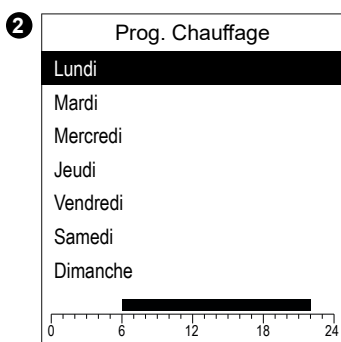 2
Prog. Chauffage
Lundi
Mardi
Mercredi
Jeudi
Vendredi
Samedi
Dimanche
0 6 12 18 24